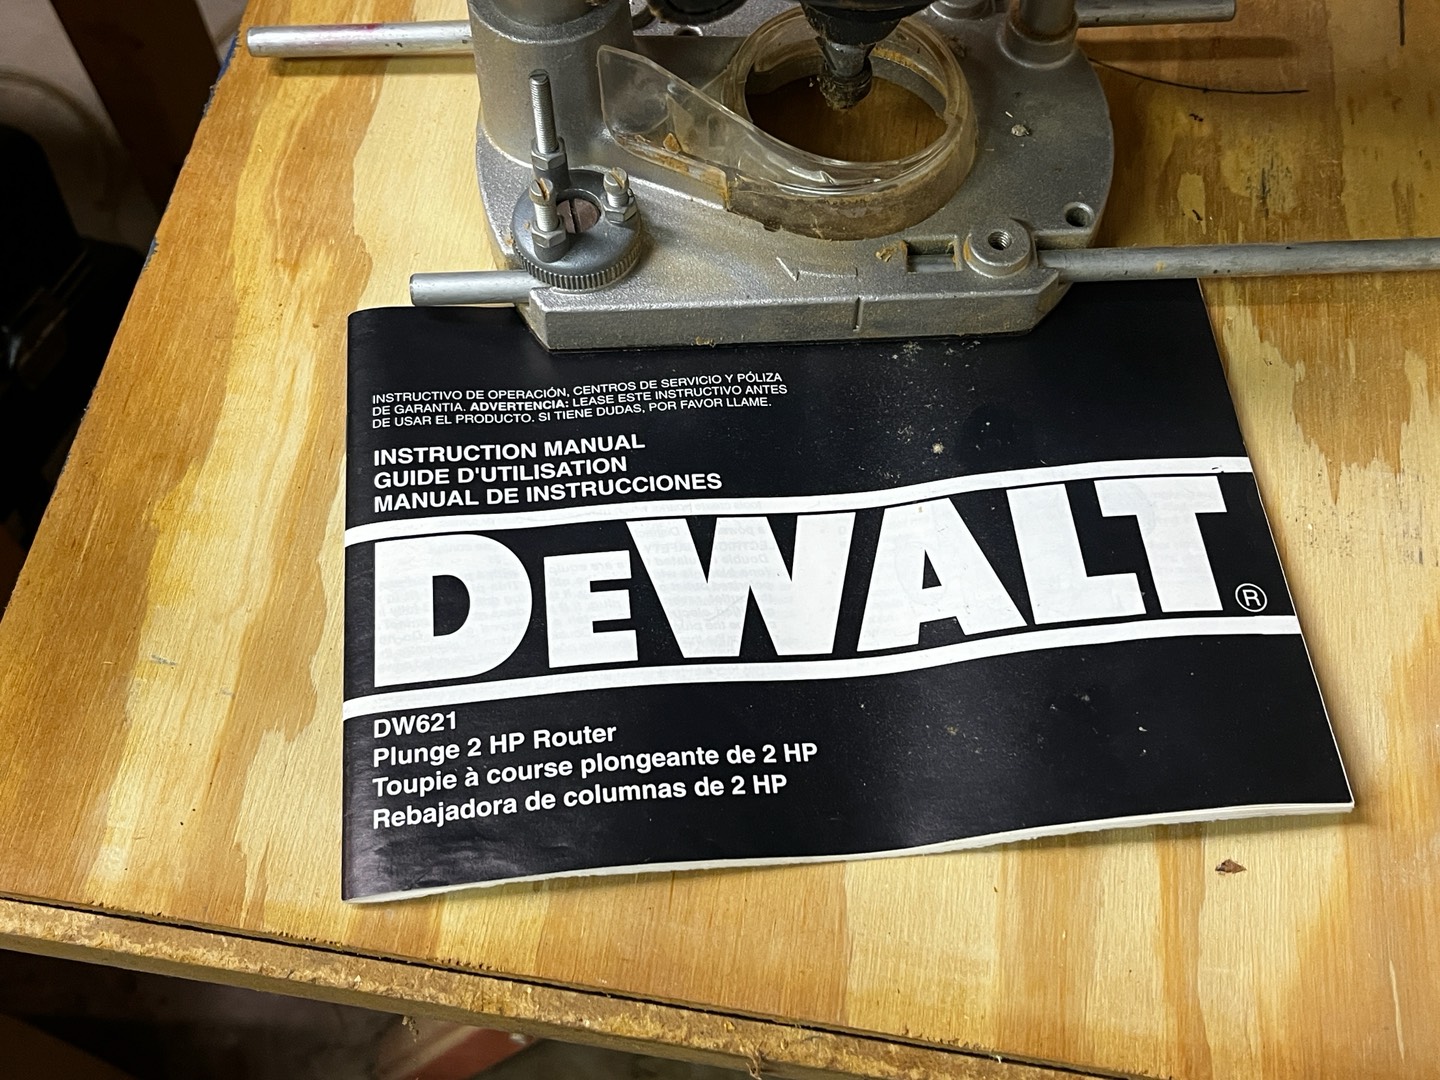 INSTRUCTIVO DE OPERACIÓN, CENTROS DE SERVICIO Y PÓLIZA
DE GARANTIA. ADVERTENCIA: LEASE ESTE INSTRUCTIVO ANTES
DE USAR EL PRODUCTO. SI TIENE DUDAS, POR FAVOR LLAME.
INSTRUCTION MANUAL
GUIDE D'UTILISATION
MANUAL DE INSTRUCCIONES
DEWALT®
DW621
Plunge 2 HP Router
Toupie à course plongeante de 2 HP
Rebajadora de columnas de 2 HP